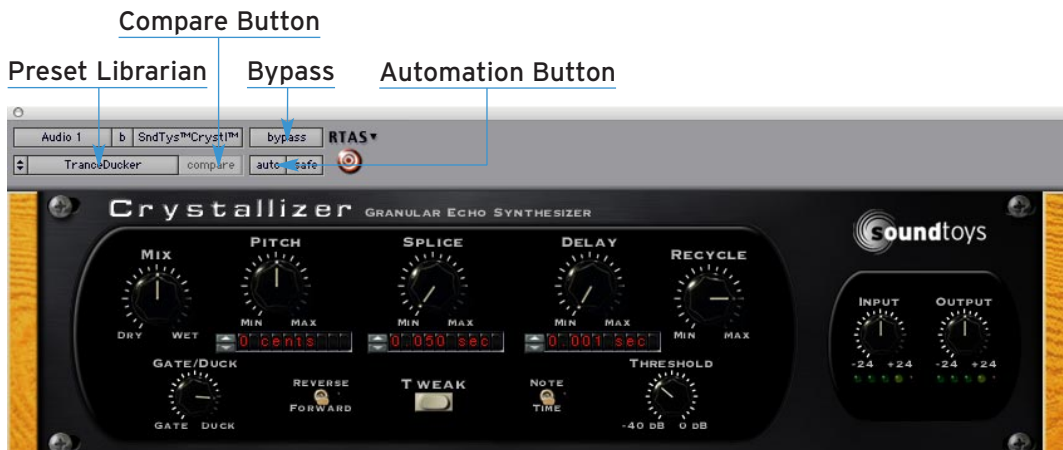 Compare Button
Preset Librarian Bypass Automation Button
Audio 1 b SndTys™Crystl™ bypass RTAS
TranceDucker compare auto safe
Crystallizer GRANULAR ECHO SYNTHESIZER
soundtoys
MIX PITCH SPLICE DELAY RECYCLE
INPUT OUTPUT
DRY WET MIN MAX MIN MAX MIN MAX MIN MAX
0 cents 0.050 sec 0.001 sec
-24 +24 -24 +24
GATE/DUCK REVERSE TWEAK NOTE THRESHOLD
FORWARD TIME
GATE DUCK -40 dB 0 dB